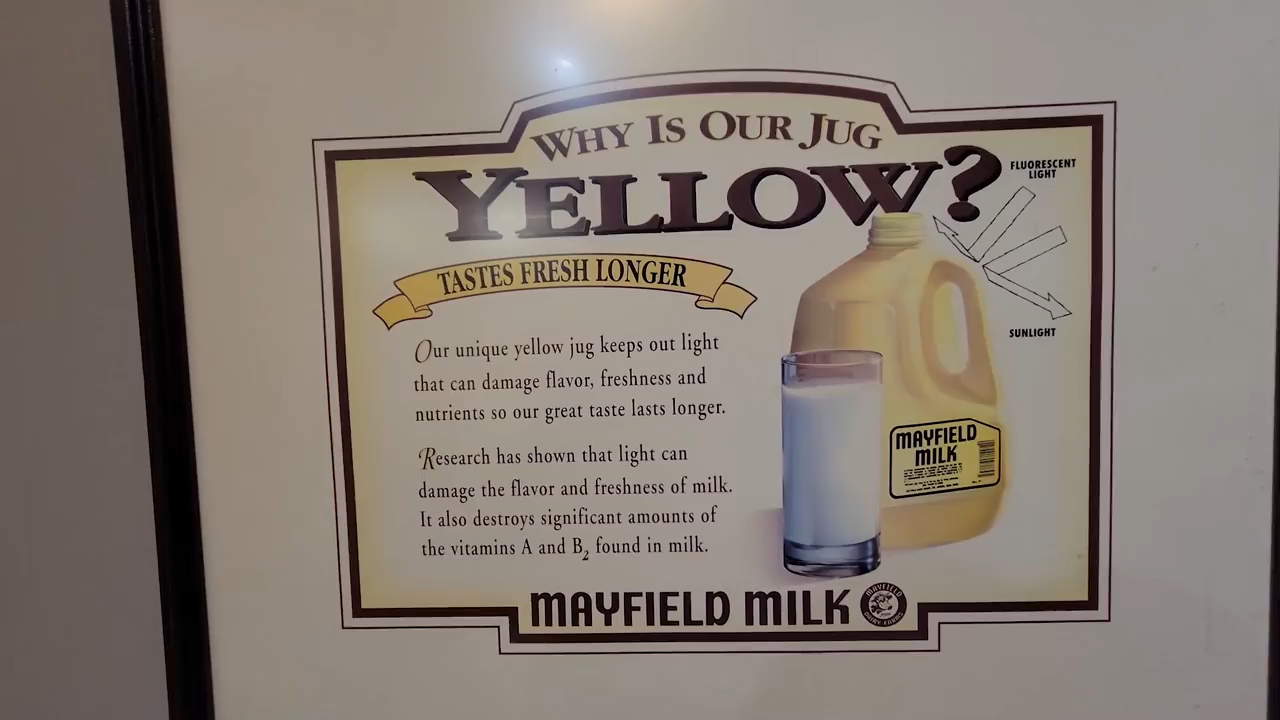 WHY IS OUR JUG
YELLOW?
FLUORESCENT
LIGHT
TASTES FRESH LONGER
SUNLIGHT
Our unique yellow jug keeps out light
that can damage flavor, freshness and
nutrients so our great taste lasts longer.
Research has shown that light can
damage the flavor and freshness of milk.
It also destroys significant amounts of
the vitamins A and B2 found in milk.
MAYFIELD
MILK
MAYFIELD MILK
MAYFIELD
DAIRY FARMS